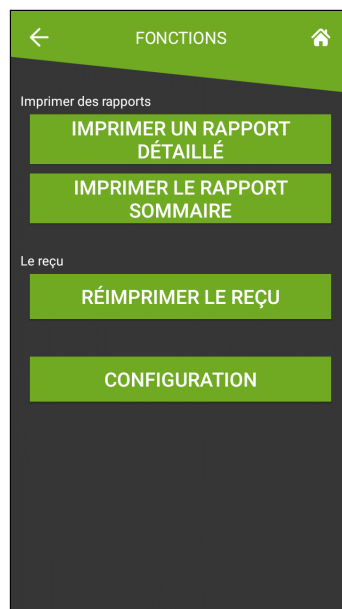 FONCTIONS
Imprimer des rapports
IMPRIMER UN RAPPORT
DÉTAILLÉ
IMPRIMER LE RAPPORT
SOMMAIRE
Le reçu
RÉIMPRIMER LE REÇU
CONFIGURATION